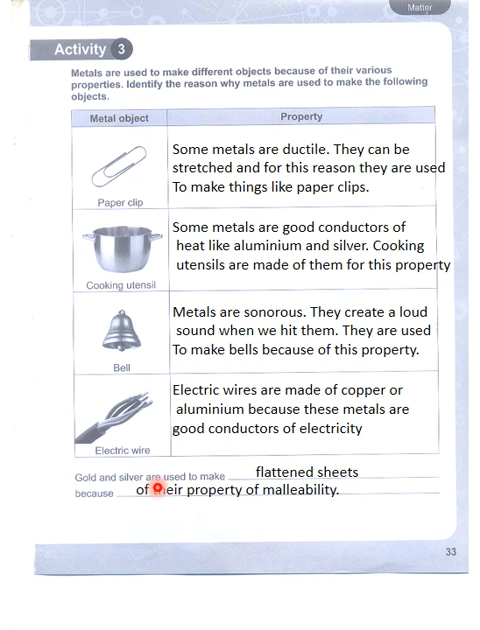 Matter
Activity 3
Metals are used to make different objects because of their various
properties. Identify the reason why metals are used to make the following
objects.
Metal object
Property
Some metals are ductile. They can be
stretched and for this reason they are used
To make things like paper clips.
Paper clip
Some metals are good conductors of
heat like aluminium and silver. Cooking
utensils are made of them for this property
Cooking utensil
Metals are sonorous. They create a loud
sound when we hit them. They are used
To make bells because of this property.
Bell
Electric wires are made of copper or
aluminium because these metals are
good conductors of electricity
Electric wire
Gold and silver are used to make flattened sheets
because of their property of malleability.
33